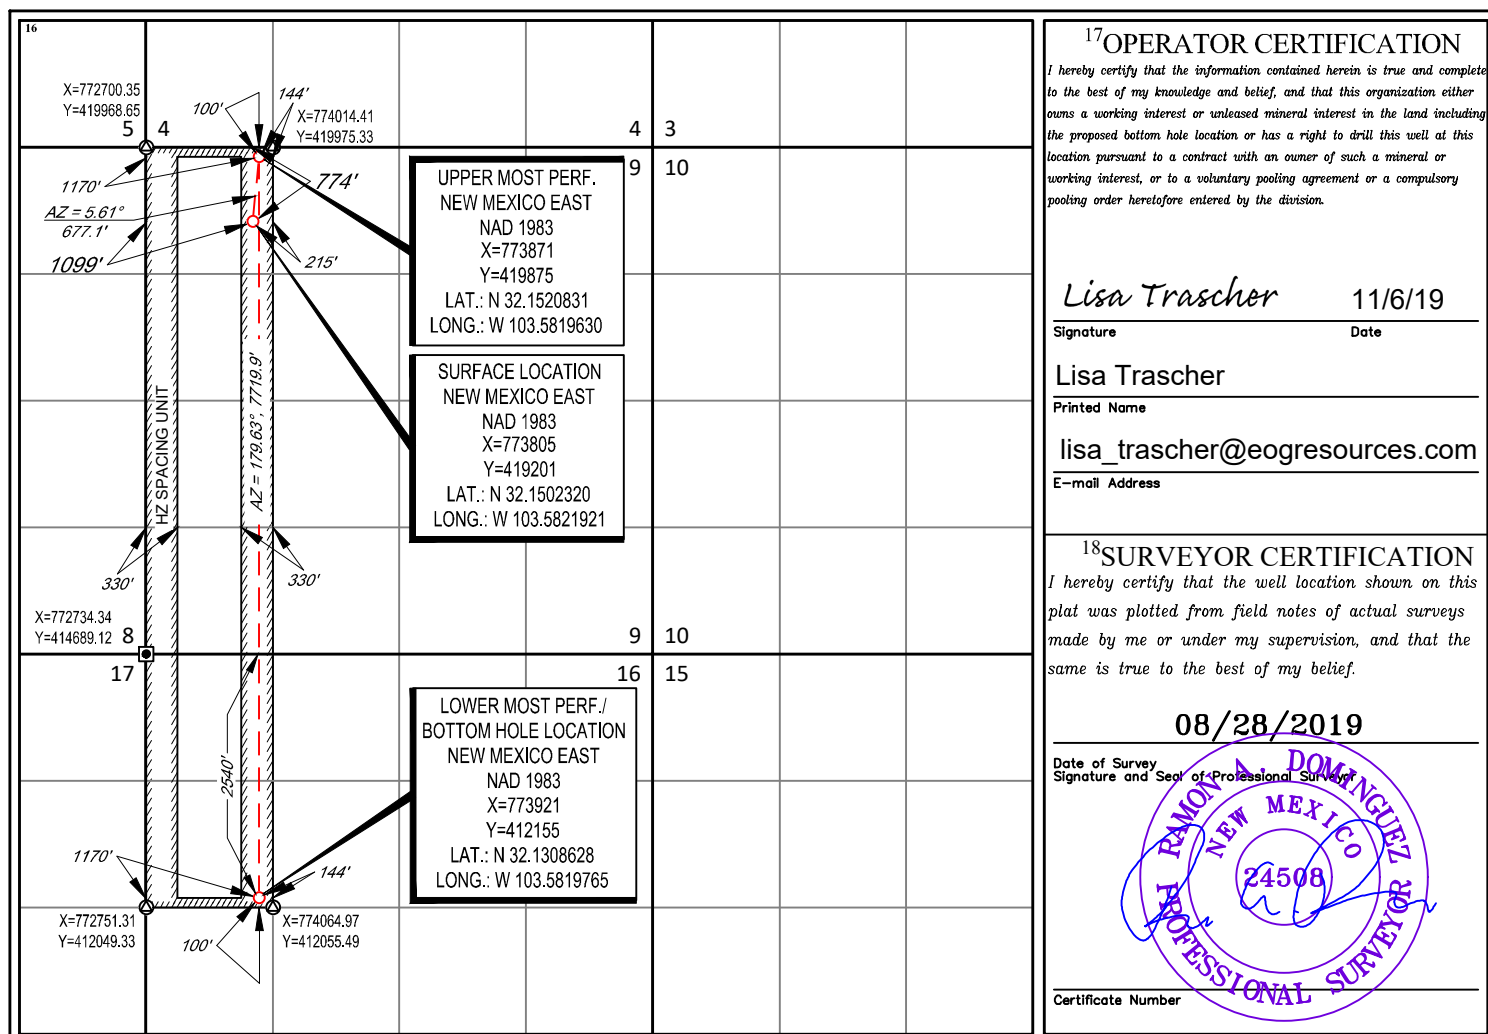 16
X=772700.35
Y=419968.65
100'
144'
X=774014.41
Y=419975.33
5 4
4 3
9 10
1170'
774'
AZ = 5.61°
677.1'
1099'
215'
UPPER MOST PERF.
NEW MEXICO EAST
NAD 1983
X=773871
Y=419875
LAT.: N 32.1520831
LONG.: W 103.5819630
SURFACE LOCATION
NEW MEXICO EAST
NAD 1983
X=773805
Y=419201
LAT.: N 32.1502320
LONG.: W 103.5821921
HZ SPACING UNIT
AZ = 179.63°, 7719.9'
330'
330'
X=772734.34
Y=414689.12
8
9 10
17
16 15
2540'
LOWER MOST PERF./
BOTTOM HOLE LOCATION
NEW MEXICO EAST
NAD 1983
X=773921
Y=412155
LAT.: N 32.1308628
LONG.: W 103.5819765
1170'
144'
X=772751.31
Y=412049.33
100'
X=774064.97
Y=412055.49
17OPERATOR CERTIFICATION
I hereby certify that the information contained herein is true and complete
to the best of my knowledge and belief, and that this organization either
owns a working interest or unleased mineral interest in the land including
the proposed bottom hole location or has a right to drill this well at this
location pursuant to a contract with an owner of such a mineral or
working interest, or to a voluntary pooling agreement or a compulsory
pooling order heretofore entered by the division.
Lisa Trascher 11/6/19
Signature Date
Lisa Trascher
Printed Name
lisa_trascher@eogresources.com
E-mail Address
18SURVEYOR CERTIFICATION
I hereby certify that the well location shown on this
plat was plotted from field notes of actual surveys
made by me or under my supervision, and that the
same is true to the best of my belief.
08/28/2019
Date of Survey
Signature and Seal of Professional Surveyor
RAMON A. DOMINGUEZ
NEW MEXICO
24508
PROFESSIONAL SURVEYOR
Certificate Number